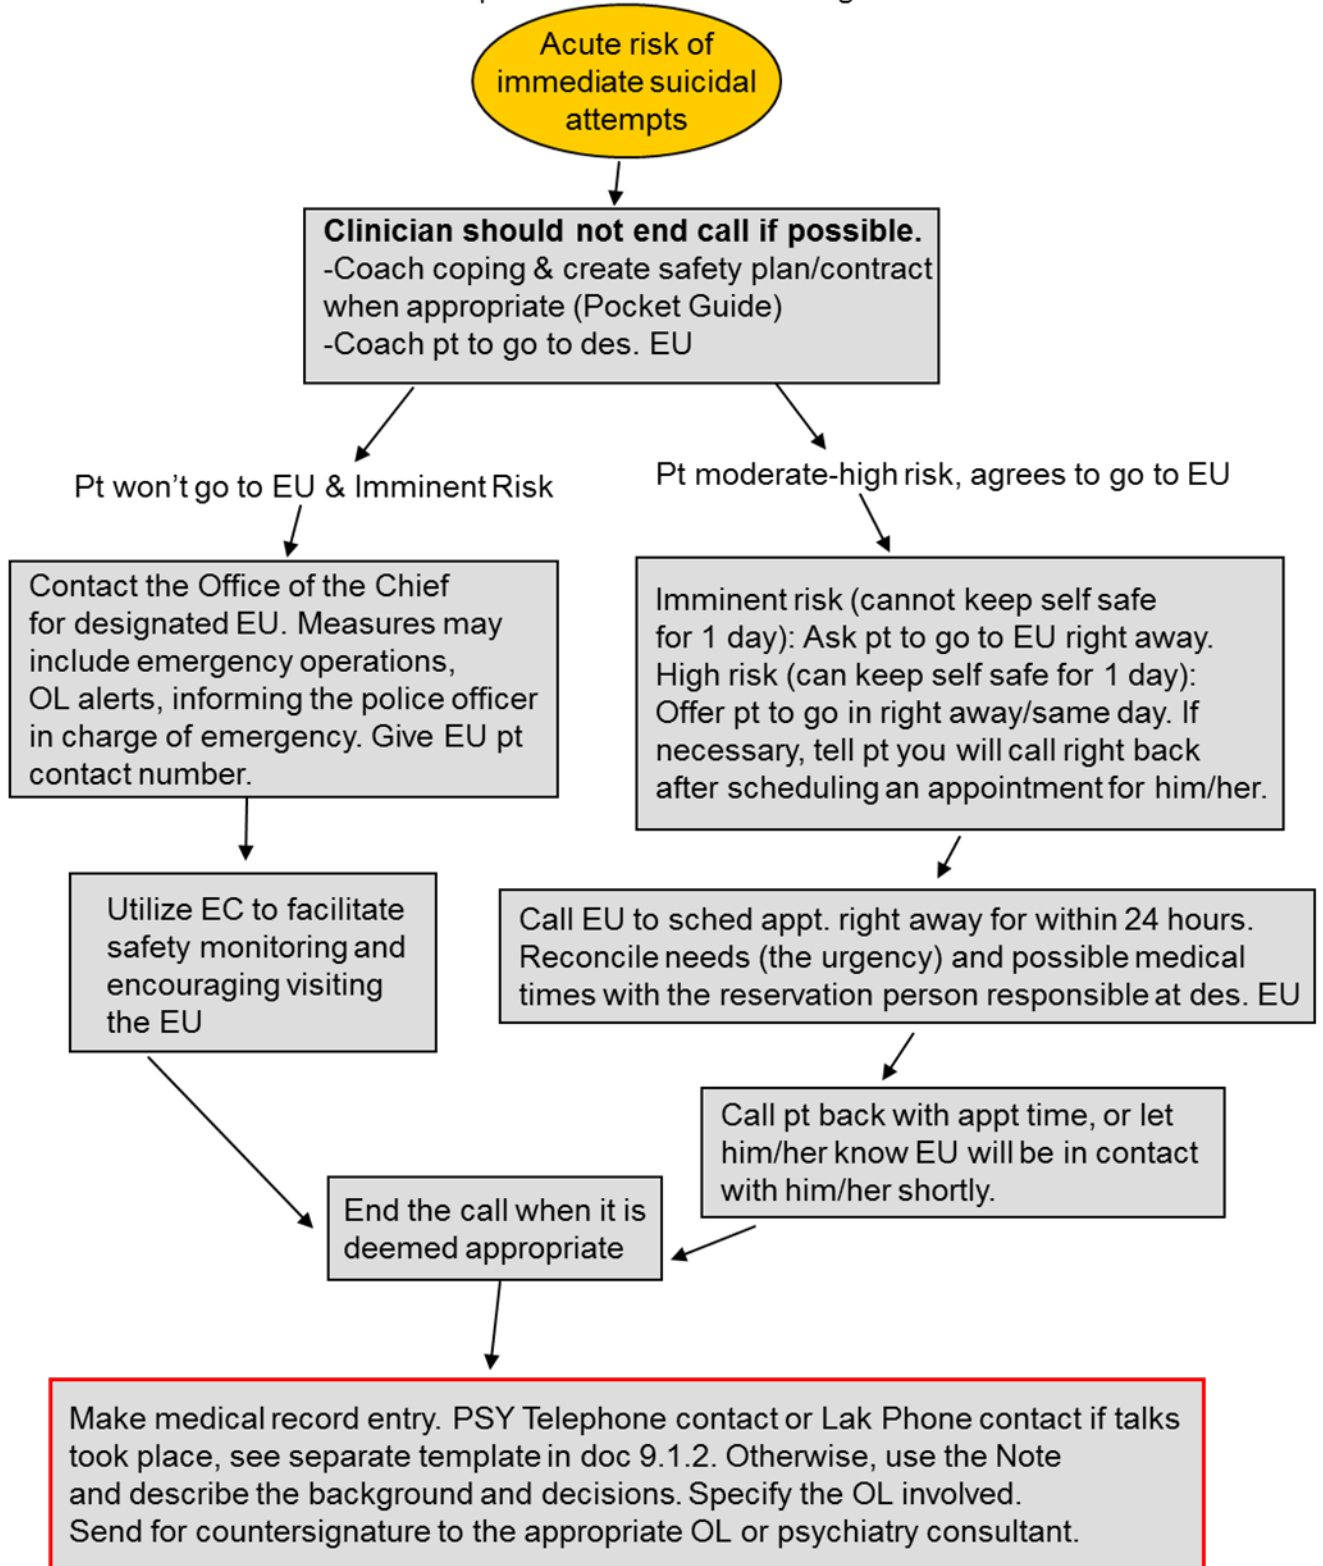 Acute risk of
immediate suicidal
attempts
Clinician should not end call if possible.
-Coach coping & create safety plan/contract
when appropriate (Pocket Guide)
-Coach pt to go to des. EU
Pt won't go to EU & Imminent Risk
Pt moderate-high risk, agrees to go to EU
Contact the Office of the Chief
for designated EU. Measures may
include emergency operations,
OL alerts, informing the police officer
in charge of emergency. Give EU pt
contact number.
Imminent risk (cannot keep self safe
for 1 day): Ask pt to go to EU right away.
High risk (can keep self safe for 1 day):
Offer pt to go in right away/same day. If
necessary, tell pt you will call right back
after scheduling an appointment for him/her.
Utilize EC to facilitate
safety monitoring and
encouraging visiting
the EU
Call EU to sched appt. right away for within 24 hours.
Reconcile needs (the urgency) and possible medical
times with the reservation person responsible at des. EU
Call pt back with appt time, or let
him/her know EU will be in contact
with him/her shortly.
End the call when it is
deemed appropriate
Make medical record entry. PSY Telephone contact or Lak Phone contact if talks
took place, see separate template in doc 9.1.2. Otherwise, use the Note
and describe the background and decisions. Specify the OL involved.
Send for countersignature to the appropriate OL or psychiatry consultant.